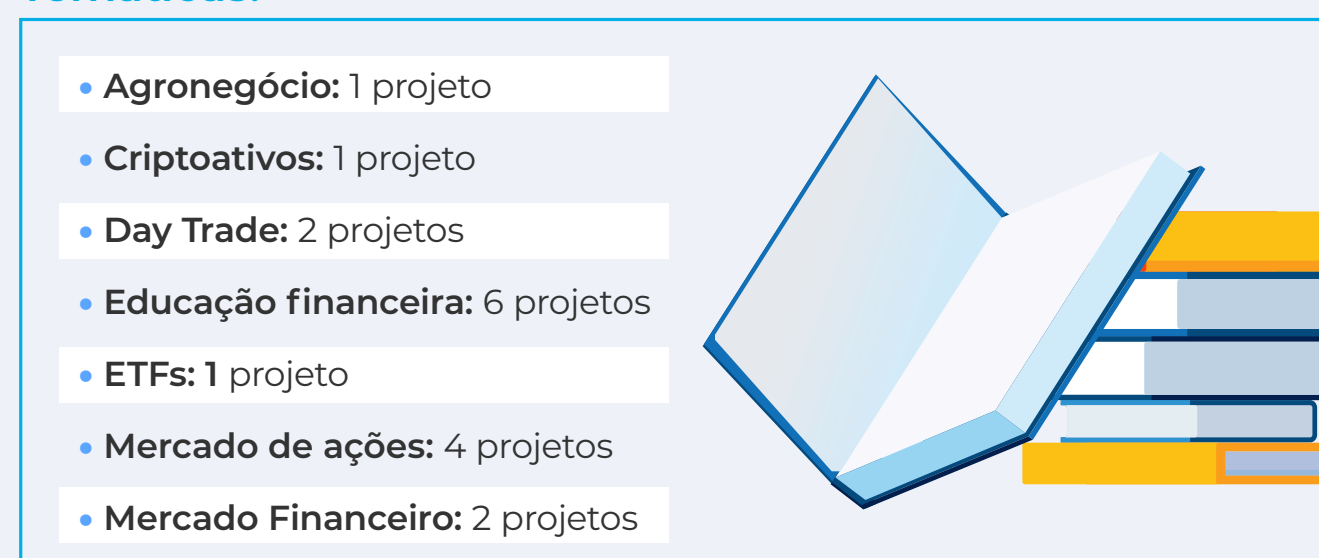 • Agronegócio: 1 projeto
• Criptoativos: 1 projeto
• Day Trade: 2 projetos
• Educação financeira: 6 projetos
• ETFs: 1 projeto
• Mercado de ações: 4 projetos
• Mercado Financeiro: 2 projetos